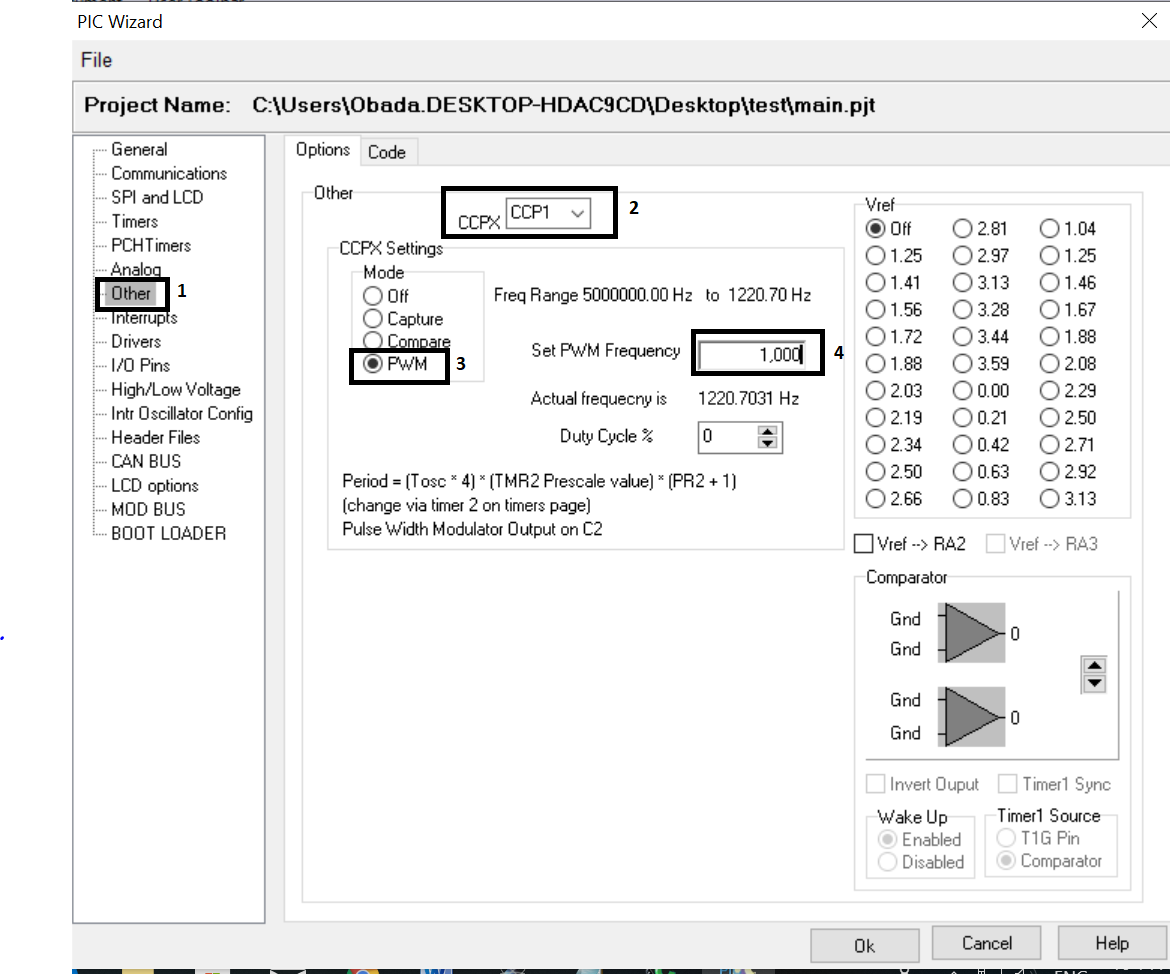 PIC Wizard
File
Project Name: C:\Users\Obada.DESKTOP-HDAC9CD\Desktop\test\main.pjt
General
Communications
SPI and LCD
Timers
PCHTimers
Analog
Other 1
Interrupts
Drivers
I/O Pins
High/Low Voltage
Intr Oscillator Config
Header Files
CAN BUS
LCD options
MOD BUS
BOOT LOADER
Options Code
Other
CCPX CCP1 2
CCPX Settings
Mode
Off
Capture
Compare
PWM 3
Freq Range 5000000.00 Hz to 1220.70 Hz
Set PWM Frequency 1,000 4
Actual frequecny is 1220.7031 Hz
Duty Cycle % 0
Period = (Tosc * 4) * (TMR2 Prescale value) * (PR2 + 1)
(change via timer 2 on timers page)
Pulse Width Modulator Output on C2
Vref
Off 2.81 1.04
1.25 2.97 1.25
1.41 3.13 1.46
1.56 3.28 1.67
1.72 3.44 1.88
1.88 3.59 2.08
2.03 0.00 2.29
2.19 0.21 2.50
2.34 0.42 2.71
2.50 0.63 2.92
2.66 0.83 3.13
Vref --> RA2 Vref --> RA3
Comparator
Gnd
Gnd
0
Gnd
Gnd
0
Invert Ouput Timer1 Sync
Wake Up
Enabled
Disabled
Timer1 Source
T1G Pin
Comparator
Ok Cancel Help